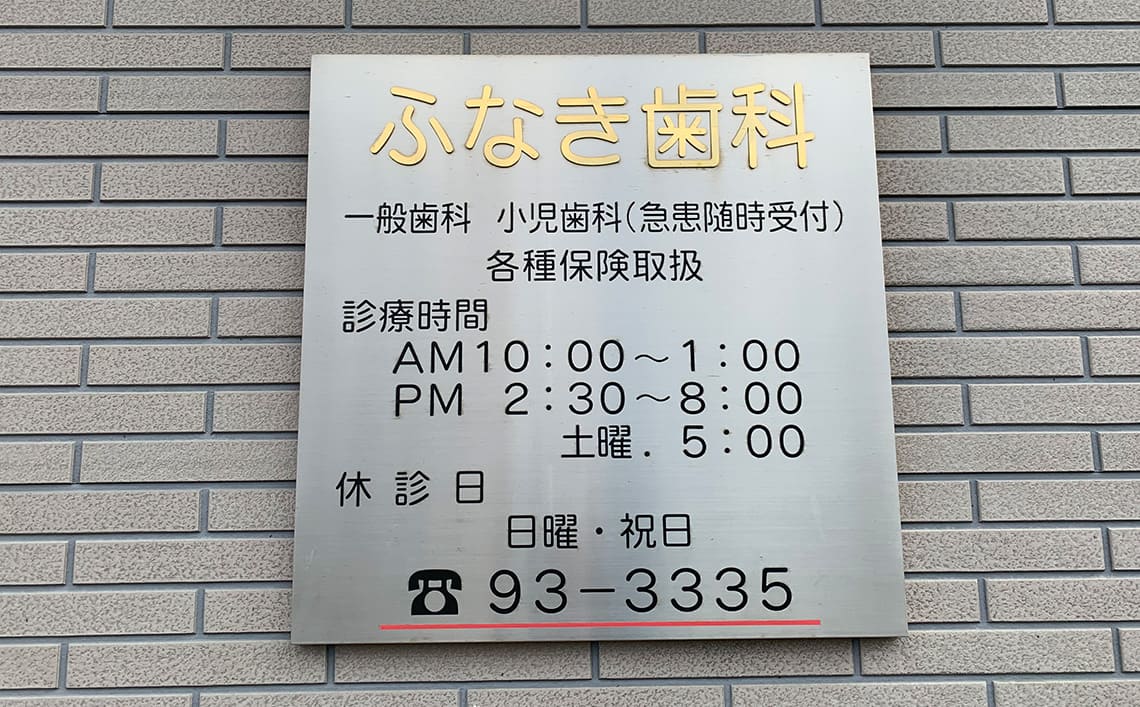 ふなき歯科
一般歯科 小児歯科(急患随時受付)
各種保険取扱
診療時間
AM10:00～1:00
PM 2:30～8:00
土曜. 5:00
休診日
日曜・祝日
☎ 93-3335